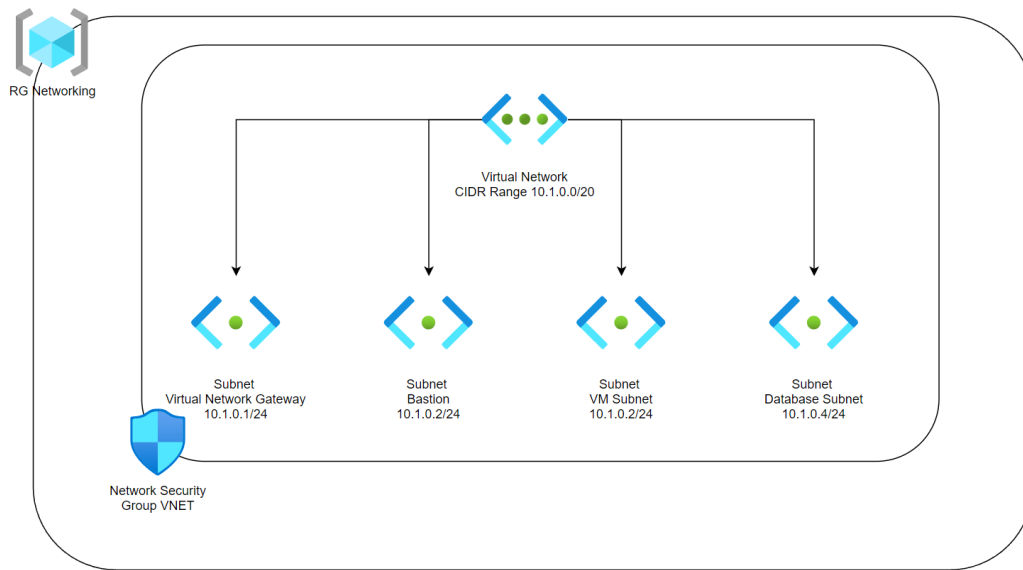 RG Networking
Virtual Network
CIDR Range 10.1.0.0/20
Subnet
Virtual Network Gateway
10.1.0.1/24
Subnet
Bastion
10.1.0.2/24
Subnet
VM Subnet
10.1.0.2/24
Subnet
Database Subnet
10.1.0.4/24
Network Security
Group VNET